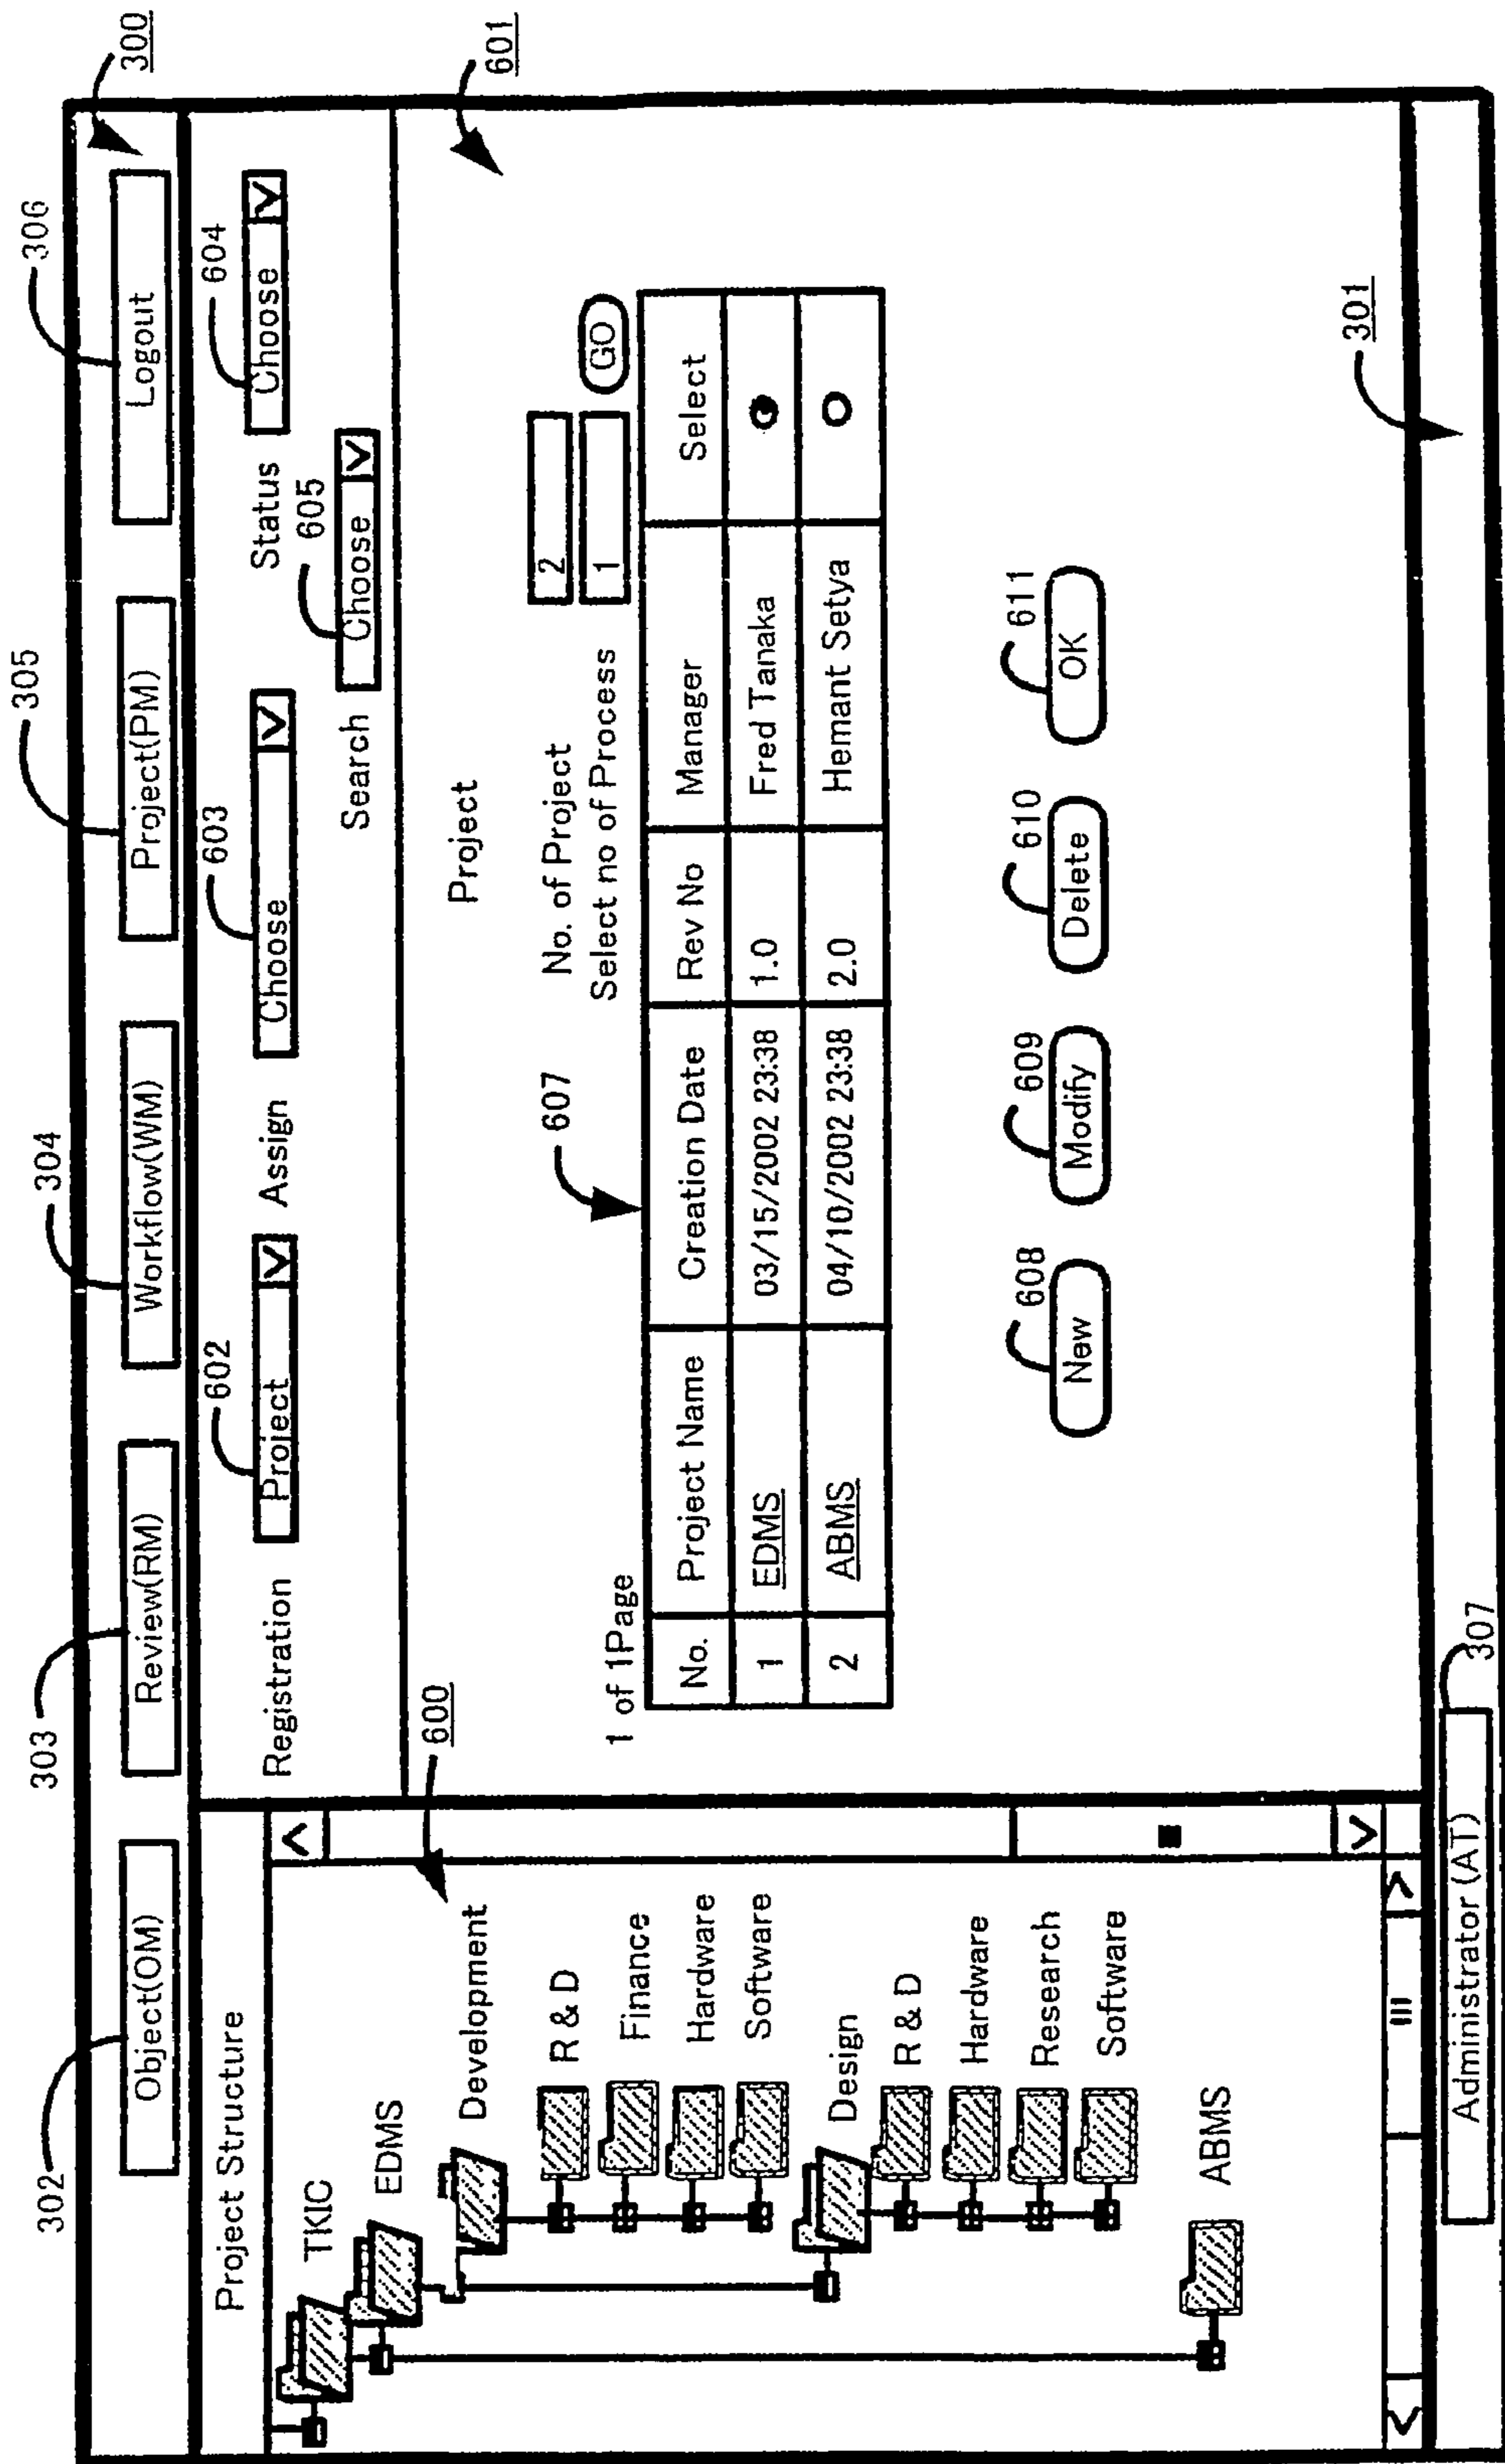 302
303
304
305
306
300
Object(OM)
Review(RM)
Workflow(WM)
Project(PM)
Logout
Project Structure
602
603
604
Registration
Project
Assign
Choose
Status
Choose
605
Search
Choose
601
600
TKIC
EDMS
Development
R & D
Finance
Hardware
Software
Design
R & D
Hardware
Research
Software
ABMS
Project
607
No. of Project
2
1 of 1Page
Select no of Process
1
GO
No.
Project Name
Creation Date
Rev No
Manager
Select
1
EDMS
03/15/2002 23:38
1.0
Fred Tanaka
2
ABMS
04/10/2002 23:38
2.0
Hemant Setya
608
609
610
611
New
Modify
Delete
OK
301
Administrator (AT)
307